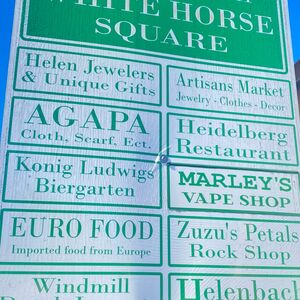 WHITE HORSE
SQUARE
Helen Jewelers
& Unique Gifts
Artisans Market
Jewelry - Clothes - Decor
AGAPA
Cloth, Scarf, Ect.
Heidelberg
Restaurant
Konig Ludwigs
Biergarten
MARLEY'S
VAPE SHOP
EURO FOOD
Imported food from Europe
Zuzu's Petals
Rock Shop
Windmill
Helenback